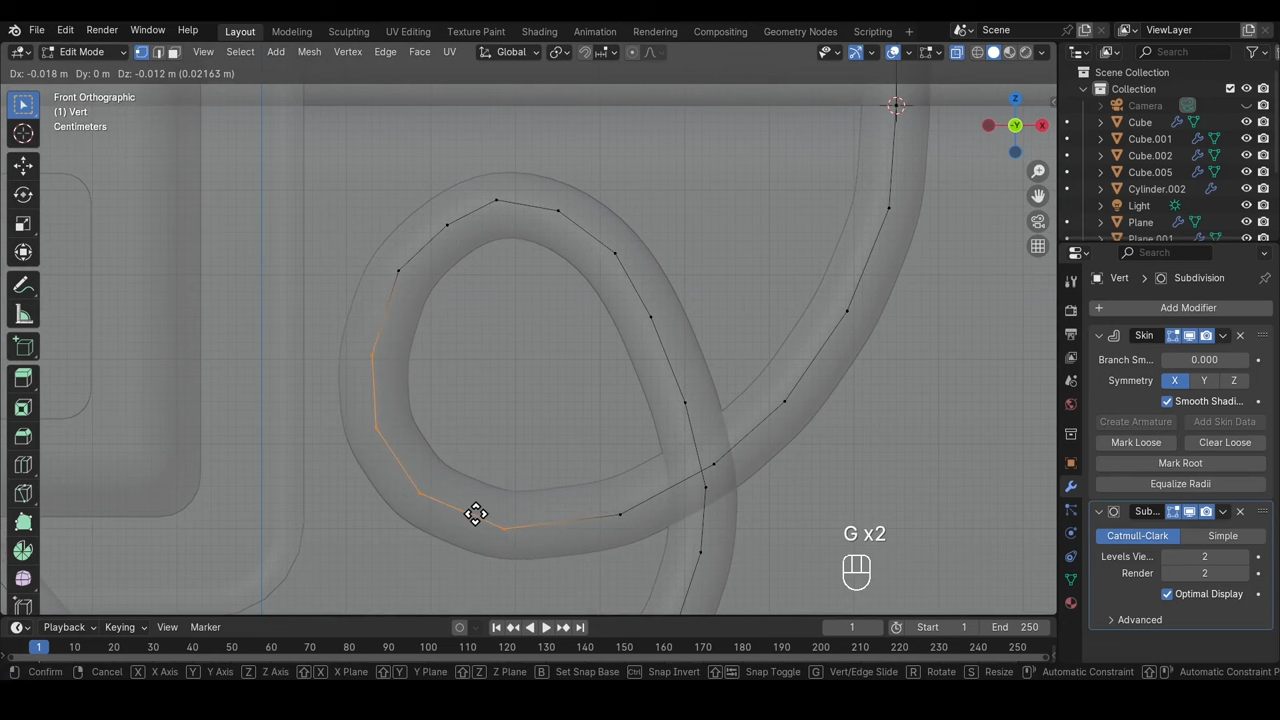 File Edit Render Window Help Layout Modeling Sculpting UV Editing Texture Paint Shading Animation Rendering Compositing Geometry Nodes Scripting Scene ViewLayer
Edit Mode View Select Add Mesh Vertex Edge Face UV Global Search
Dx: -0.018 m Dy: 0 m Dz: -0.012 m (0.02163 m)
Front Orthographic
(1) Vert
Centimeters
Z
-Y
X
G x2
Scene Collection
Collection
Camera
Cube
Cube.001
Cube.002
Cube.005
Cylinder.002
Light
Plane
Plane.001
Search
Vert Subdivision
Add Modifier
Skin
Branch Sm... 0.000
Symmetry X Y Z
Smooth Shadi...
Create Armature Add Skin Data
Mark Loose Clear Loose
Mark Root
Equalize Radii
Sub...
Catmull-Clark Simple
Levels Vie... 2
Render 2
Optimal Display
Advanced
Playback Keying View Marker 1 Start 1 End 250
1 10 20 30 40 50 60 70 80 90 100 110 120 130 140 150 160 170 180 190 200 210 220 230 240 250
Confirm Cancel X X Axis Y Y Axis Z Z Axis X X Plane Y Y Plane Z Z Plane B Set Snap Base Snap Invert Snap Toggle G Vert/Edge Slide R Rotate S Resize Automatic Constraint Automatic Constraint P